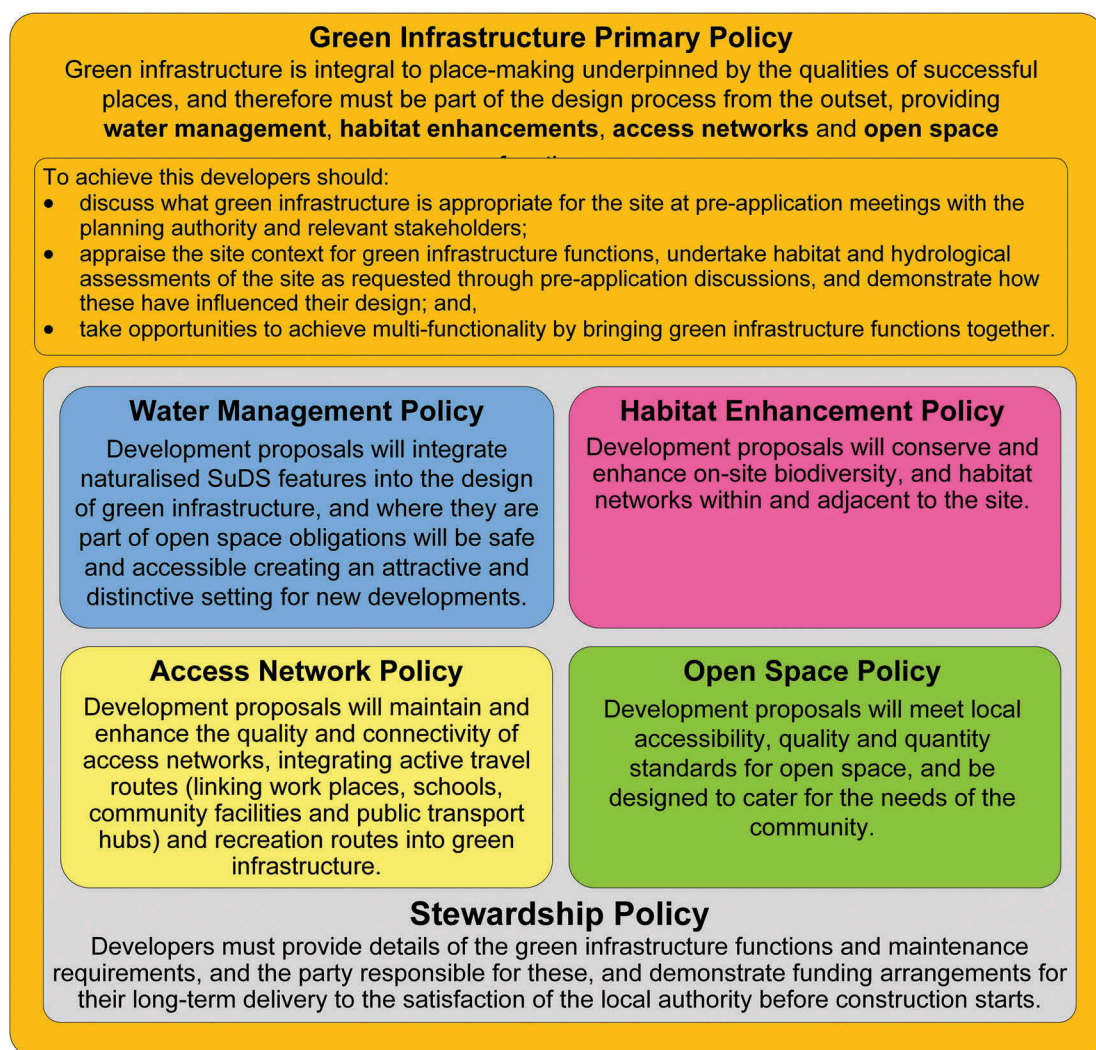 Green Infrastructure Primary Policy
Green infrastructure is integral to place-making underpinned by the qualities of successful
places, and therefore must be part of the design process from the outset, providing
water management, habitat enhancements, access networks and open space
To achieve this developers should:
• discuss what green infrastructure is appropriate for the site at pre-application meetings with the
planning authority and relevant stakeholders;
• appraise the site context for green infrastructure functions, undertake habitat and hydrological
assessments of the site as requested through pre-application discussions, and demonstrate how
these have influenced their design; and,
• take opportunities to achieve multi-functionality by bringing green infrastructure functions together.
Water Management Policy
Development proposals will integrate
naturalised SuDS features into the design
of green infrastructure, and where they are
part of open space obligations will be safe
and accessible creating an attractive and
distinctive setting for new developments.
Habitat Enhancement Policy
Development proposals will conserve and
enhance on-site biodiversity, and habitat
networks within and adjacent to the site.
Access Network Policy
Development proposals will maintain and
enhance the quality and connectivity of
access networks, integrating active travel
routes (linking work places, schools,
community facilities and public transport
hubs) and recreation routes into green
infrastructure.
Open Space Policy
Development proposals will meet local
accessibility, quality and quantity
standards for open space, and be
designed to cater for the needs of the
community.
Stewardship Policy
Developers must provide details of the green infrastructure functions and maintenance
requirements, and the party responsible for these, and demonstrate funding arrangements for
their long-term delivery to the satisfaction of the local authority before construction starts.